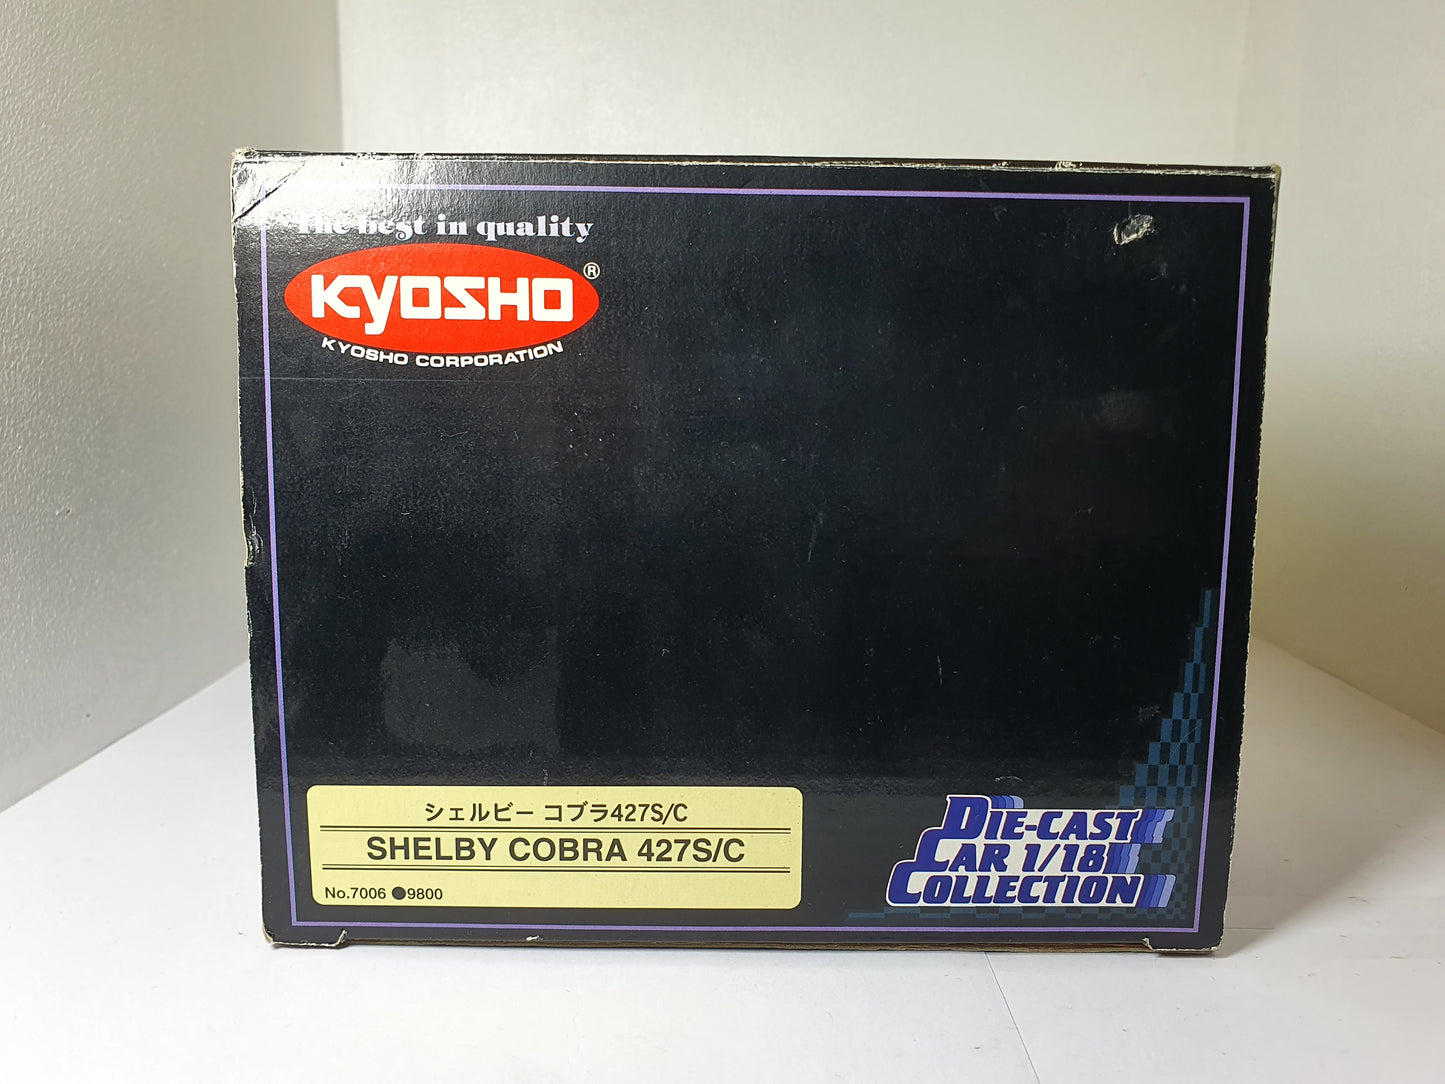 The best in quality
KYOSHO®
KYOSHO CORPORATION
シェルビー コブラ427S/C
SHELBY COBRA 427S/C
No.7006 ●9800
DIE-CAST
CAR 1/18
COLLECTION